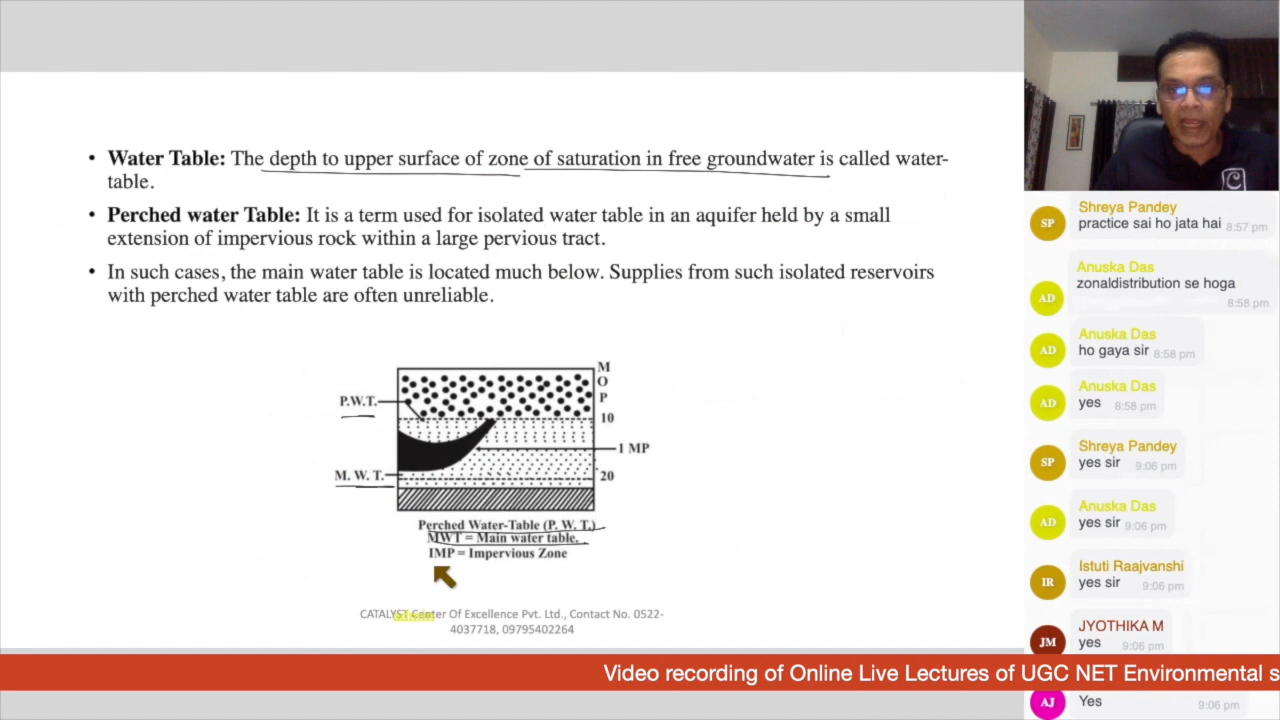 • Water Table: The depth to upper surface of zone of saturation in free groundwater is called water-
table.
• Perched water Table: It is a term used for isolated water table in an aquifer held by a small
extension of impervious rock within a large pervious tract.
• In such cases, the main water table is located much below. Supplies from such isolated reservoirs
with perched water table are often unreliable.
M
O
P.W.T.
P
10
1 MP
M. W. T.
20
Perched Water-Table (P. W. T.)
MWT = Main water table.
IMP = Impervious Zone
CATALYST Center Of Excellence Pvt. Ltd., Contact No. 0522-
4037718, 09795402264
C
SP
Shreya Pandey
practice sai ho jata hai 8:57 pm
AD
Anuska Das
zonaldistribution se hoga
8:58 pm
AD
Anuska Das
ho gaya sir 8:58 pm
AD
Anuska Das
yes 8:58 pm
SP
Shreya Pandey
yes sir 9:06 pm
AD
Anuska Das
yes sir 9:06 pm
IR
Istuti Raajvanshi
yes sir 9:06 pm
JM
JYOTHIKA M
yes 9:06 pm
Video recording of Online Live Lectures of UGC NET Environmental s
AJ
Yes 9:06 pm